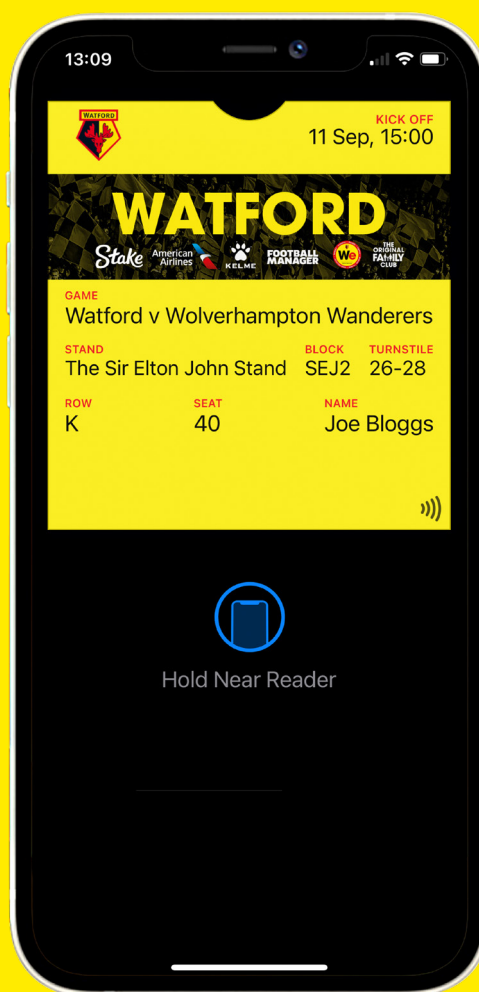 13:09
WATFORD
KICK OFF
11 Sep, 15:00
WATFORD
Stake American Airlines KELME FOOTBALL MANAGER We THE ORIGINAL FAMILY CLUB
GAME
Watford v Wolverhampton Wanderers
STAND BLOCK TURNSTILE
The Sir Elton John Stand SEJ2 26-28
ROW SEAT NAME
K 40 Joe Bloggs
Hold Near Reader